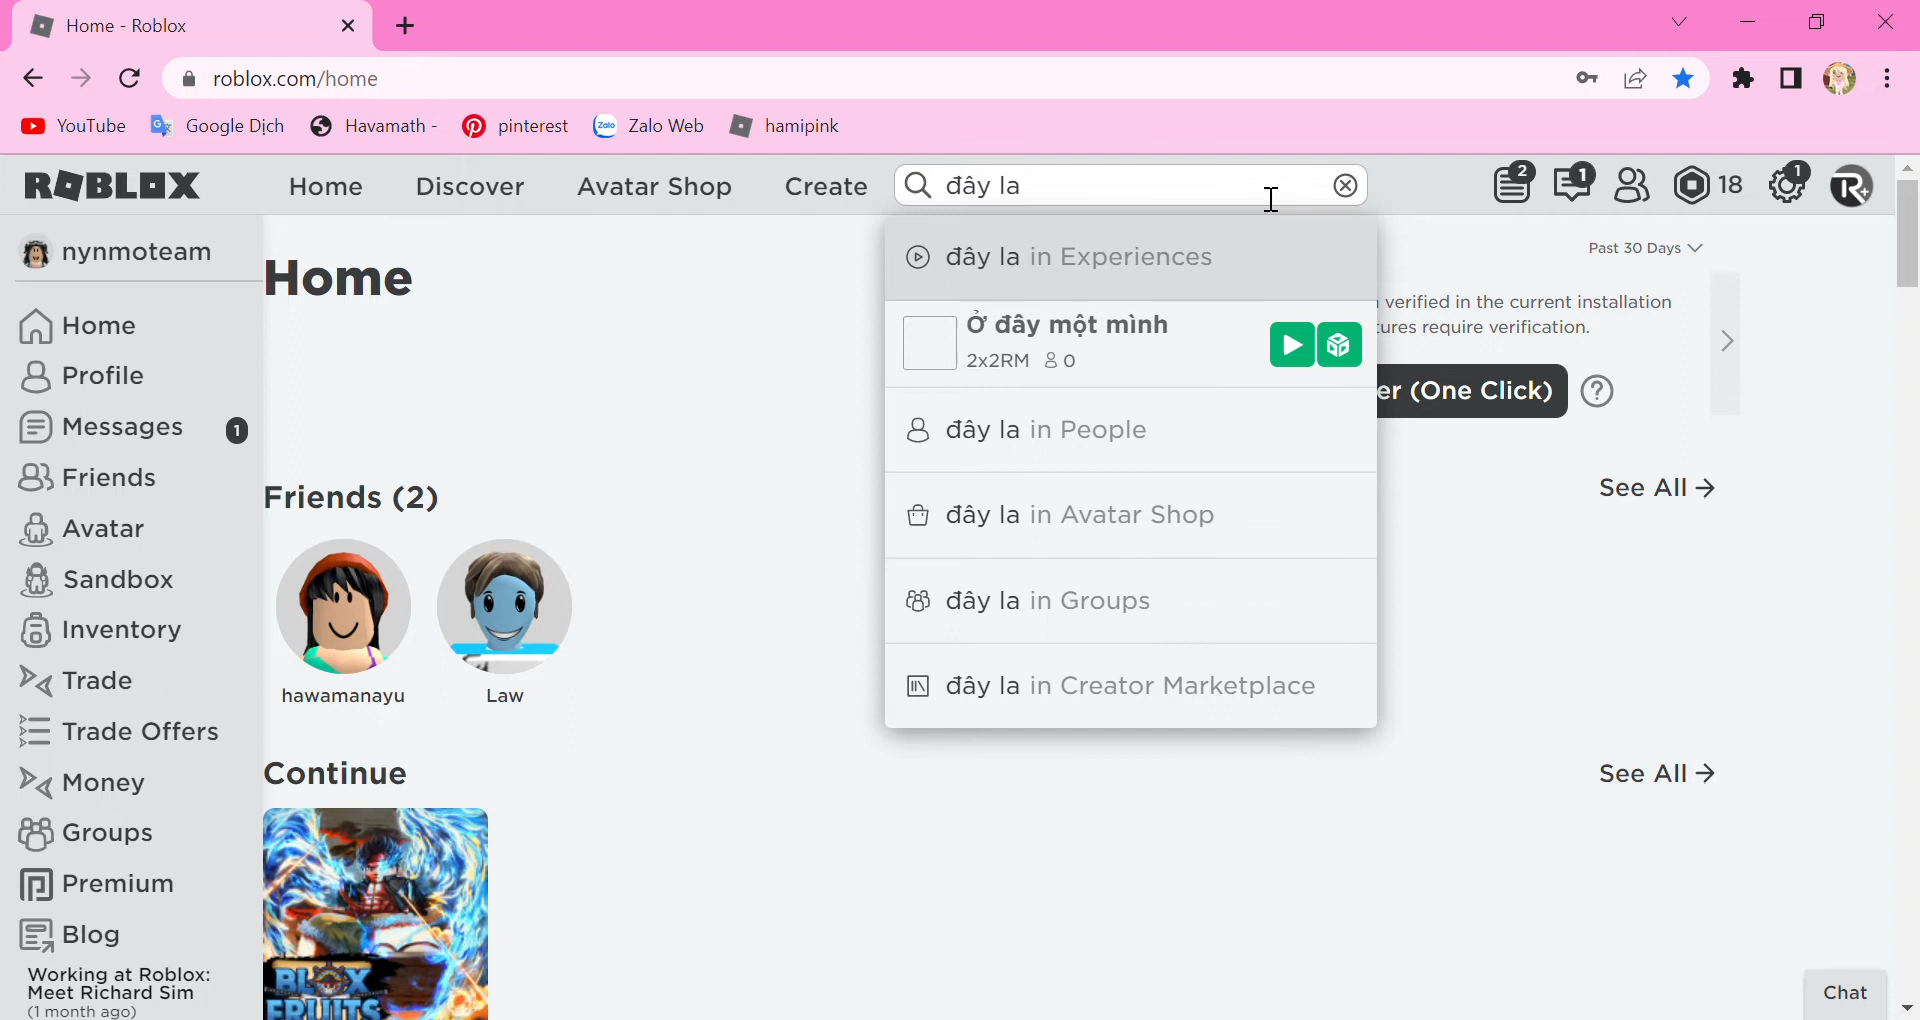 Home - Roblox
roblox.com/home
YouTube
Google Dịch
Havamath -
pinterest
Zalo Web
hamipink
ROBLOX
Home
Discover
Avatar Shop
Create
đây la
2
1
18
1
R+
nynmoteam
Home
Profile
Messages
1
Friends
Avatar
Sandbox
Inventory
Trade
Trade Offers
Money
Groups
Premium
Blog
Working at Roblox:
Meet Richard Sim
(1 month ago)
Home
đây la in Experiences
Ở đây một mình
2x2RM 0
đây la in People
đây la in Avatar Shop
đây la in Groups
đây la in Creator Marketplace
Past 30 Days
verified in the current installation
ures require verification.
er (One Click)
?
Friends (2)
See All
hawamanayu
Law
Continue
See All
BLOX
FRUITS
Chat